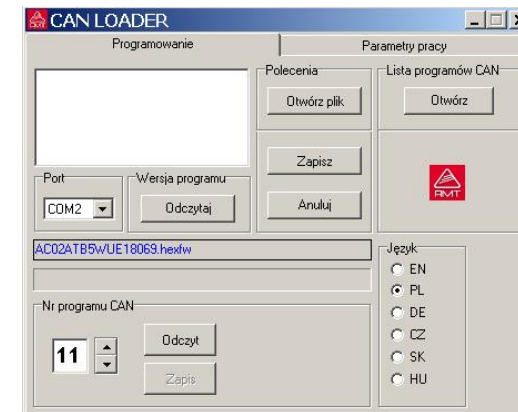 CAN LOADER
Programowanie
Parametry pracy
Polecenia
Otwórz plik
Lista programów CAN
Otwórz
Zapisz
Anuluj
Port
COM2
Wersja programu
Odczytaj
AMT
AC02ATB5WUE18069.hexfw
Nr programu CAN
11
Odczyt
Zapis
Język
EN
PL
DE
CZ
SK
HU